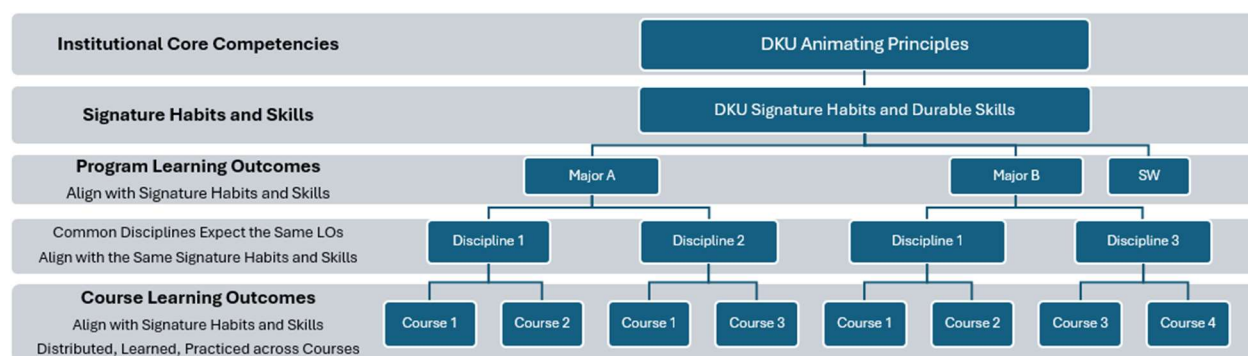 Institutional Core Competencies
DKU Animating Principles
Signature Habits and Skills
DKU Signature Habits and Durable Skills
Program Learning Outcomes
Align with Signature Habits and Skills
Major A
Major B
SW
Common Disciplines Expect the Same LOs
Align with the Same Signature Habits and Skills
Discipline 1
Discipline 2
Discipline 1
Discipline 3
Course Learning Outcomes
Align with Signature Habits and Skills
Distributed, Learned, Practiced across Courses
Course 1
Course 2
Course 1
Course 3
Course 1
Course 2
Course 3
Course 4